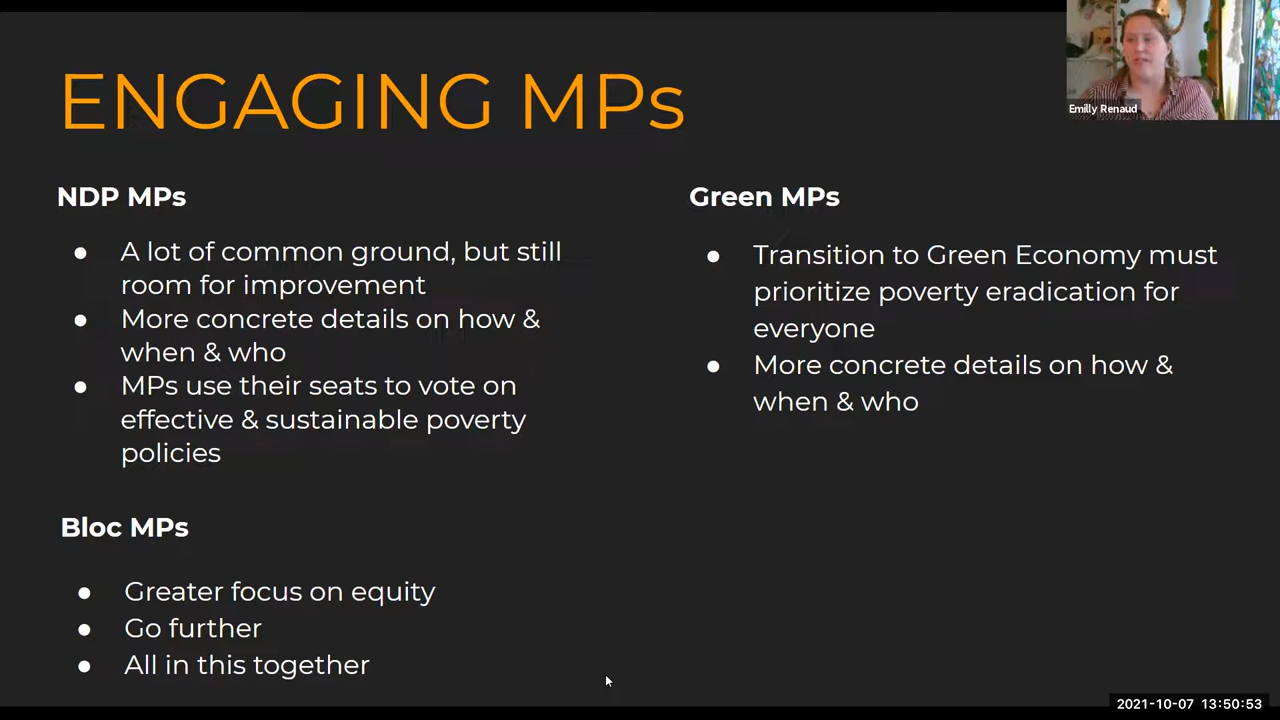 ENGAGING MPs
Emilly Renaud
NDP MPs
● A lot of common ground, but still
room for improvement
● More concrete details on how &
when & who
● MPs use their seats to vote on
effective & sustainable poverty
policies
Green MPs
● Transition to Green Economy must
prioritize poverty eradication for
everyone
● More concrete details on how &
when & who
Bloc MPs
● Greater focus on equity
● Go further
● All in this together
2021-10-07 13:50:53